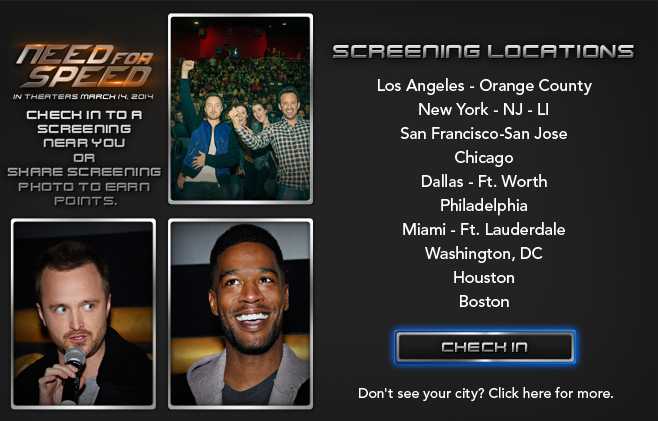 NEED FOR
SPEED
IN THEATERS MARCH 14, 2014
CHECK IN TO A
SCREENING
NEAR YOU
OR
SHARE SCREENING
PHOTO TO EARN
POINTS.
SCREENING LOCATIONS
Los Angeles - Orange County
New York - NJ - LI
San Francisco-San Jose
Chicago
Dallas - Ft. Worth
Philadelphia
Miami - Ft. Lauderdale
Washington, DC
Houston
Boston
CHECK IN
Don't see your city? Click here for more.